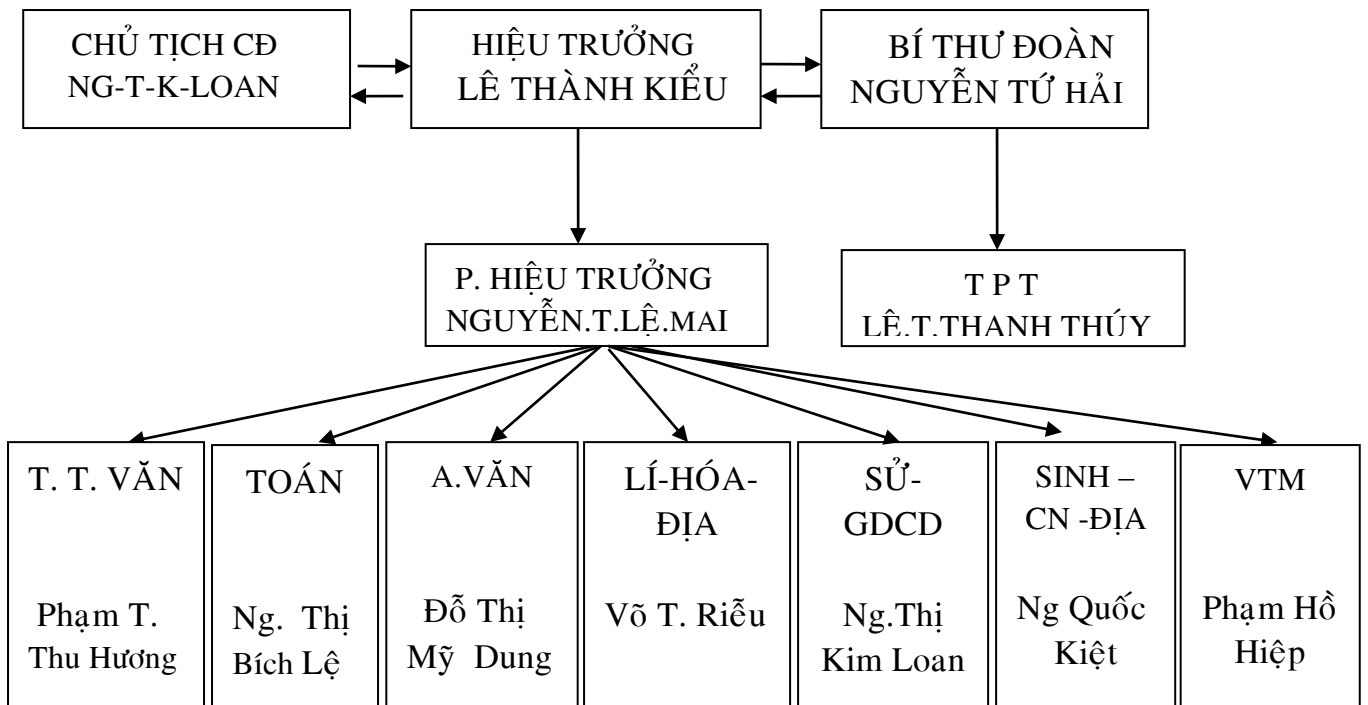 CHỦ TỊCH CĐ
NG-T-K-LOAN
HIỆU TRƯỞNG
LÊ THÀNH KIỂU
BÍ THƯ ĐOÀN
NGUYỄN TỨ HẢI
P. HIỆU TRƯỞNG
NGUYỄN.T.LỆ.MAI
T P T
LÊ.T.THANH THÚY
T. T. VĂN
Phạm T.
Thu Hương
TOÁN
Ng. Thị
Bích Lệ
A.VĂN
Đỗ Thị
Mỹ Dung
LÍ-HÓA-
ĐỊA
Võ T. Riễu
SỬ-
GDCD
Ng.Thị
Kim Loan
SINH –
CN -ĐỊA
Ng Quốc
Kiệt
VTM
Phạm Hồ
Hiệp